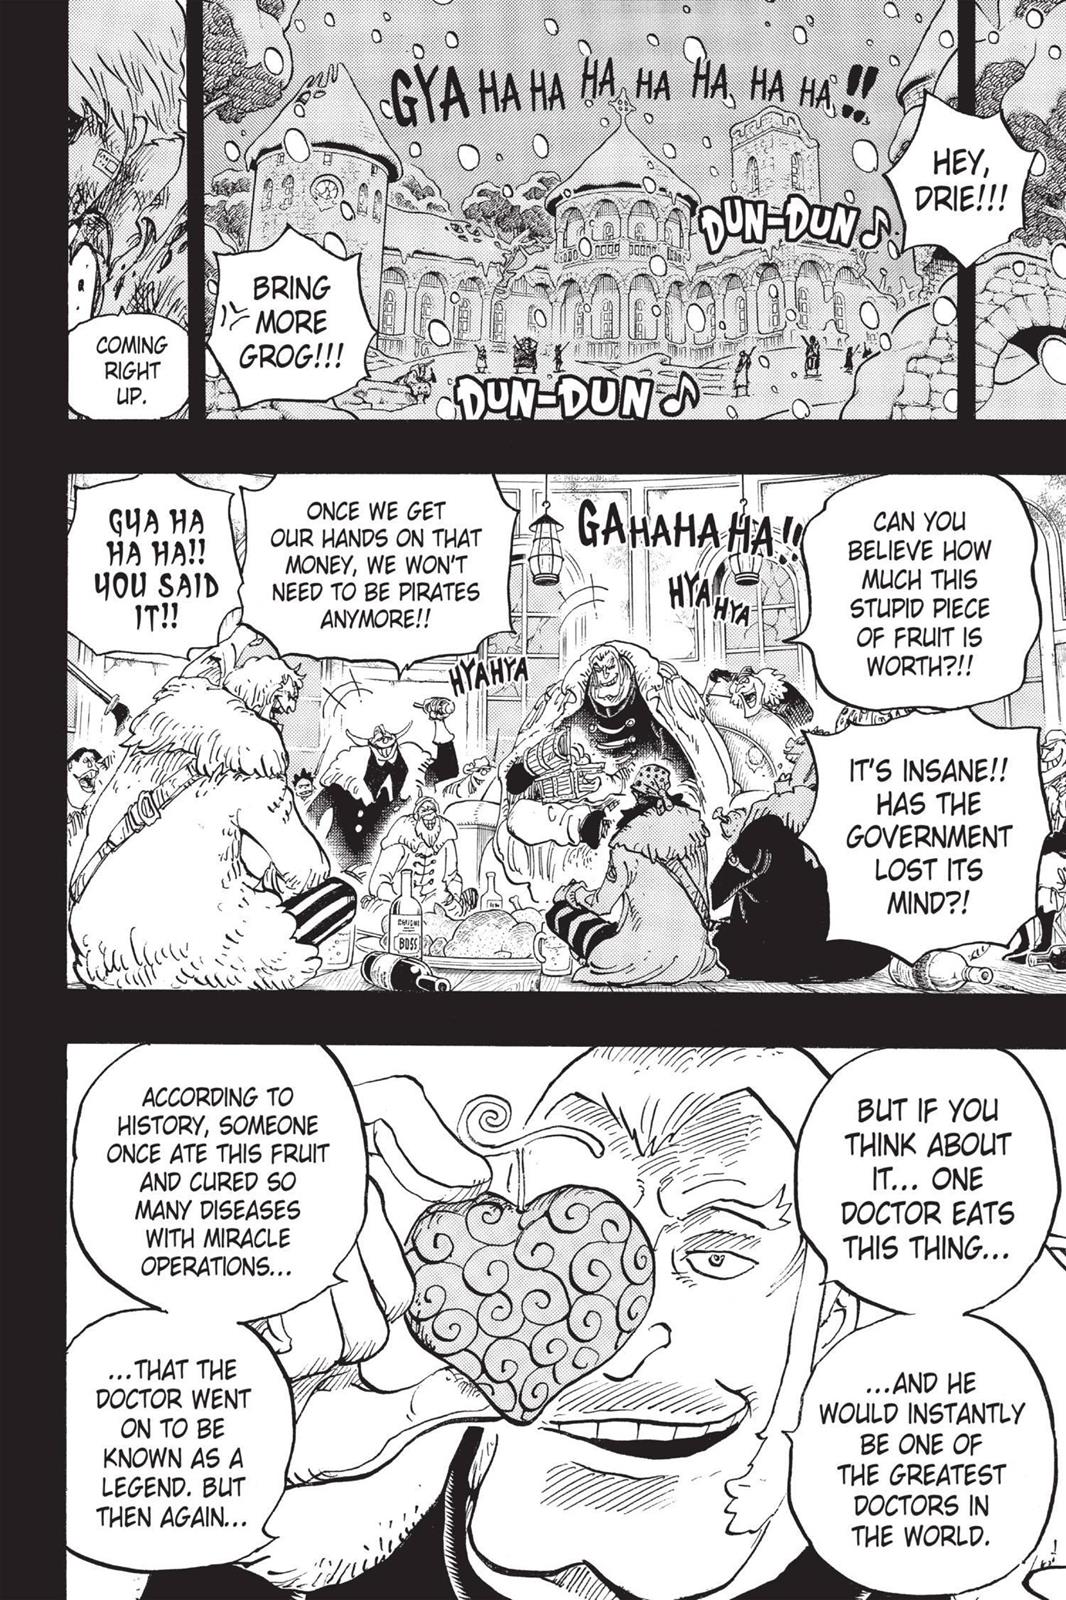 GYA HA HA HA HA HA HA HA!!
HEY,
DRIE!!!
DUN-DUN♪
BRING
MORE
GROG!!!
DUN-DUN♪
COMING
RIGHT
UP.
CAN YOU
BELIEVE HOW
MUCH THIS
STUPID PIECE
OF FRUIT IS
WORTH?!!
IT'S INSANE!!
HAS THE
GOVERNMENT
LOST ITS
MIND?!
GAHAHAHA!!
HYAHYA
ONCE WE GET
OUR HANDS ON THAT
MONEY, WE WON'T
NEED TO BE PIRATES
ANYMORE!!
HYAHYA
GYA HA
HA HA!!
YOU SAID
IT!!
BOSS
BUT IF YOU
THINK ABOUT
IT... ONE
DOCTOR EATS
THIS THING...
...AND HE
WOULD INSTANTLY
BE ONE OF
THE GREATEST
DOCTORS IN
THE WORLD.
ACCORDING TO
HISTORY, SOMEONE
ONCE ATE THIS FRUIT
AND CURED SO
MANY DISEASES
WITH MIRACLE
OPERATIONS...
...THAT THE
DOCTOR WENT
ON TO BE
KNOWN AS A
LEGEND. BUT
THEN AGAIN...